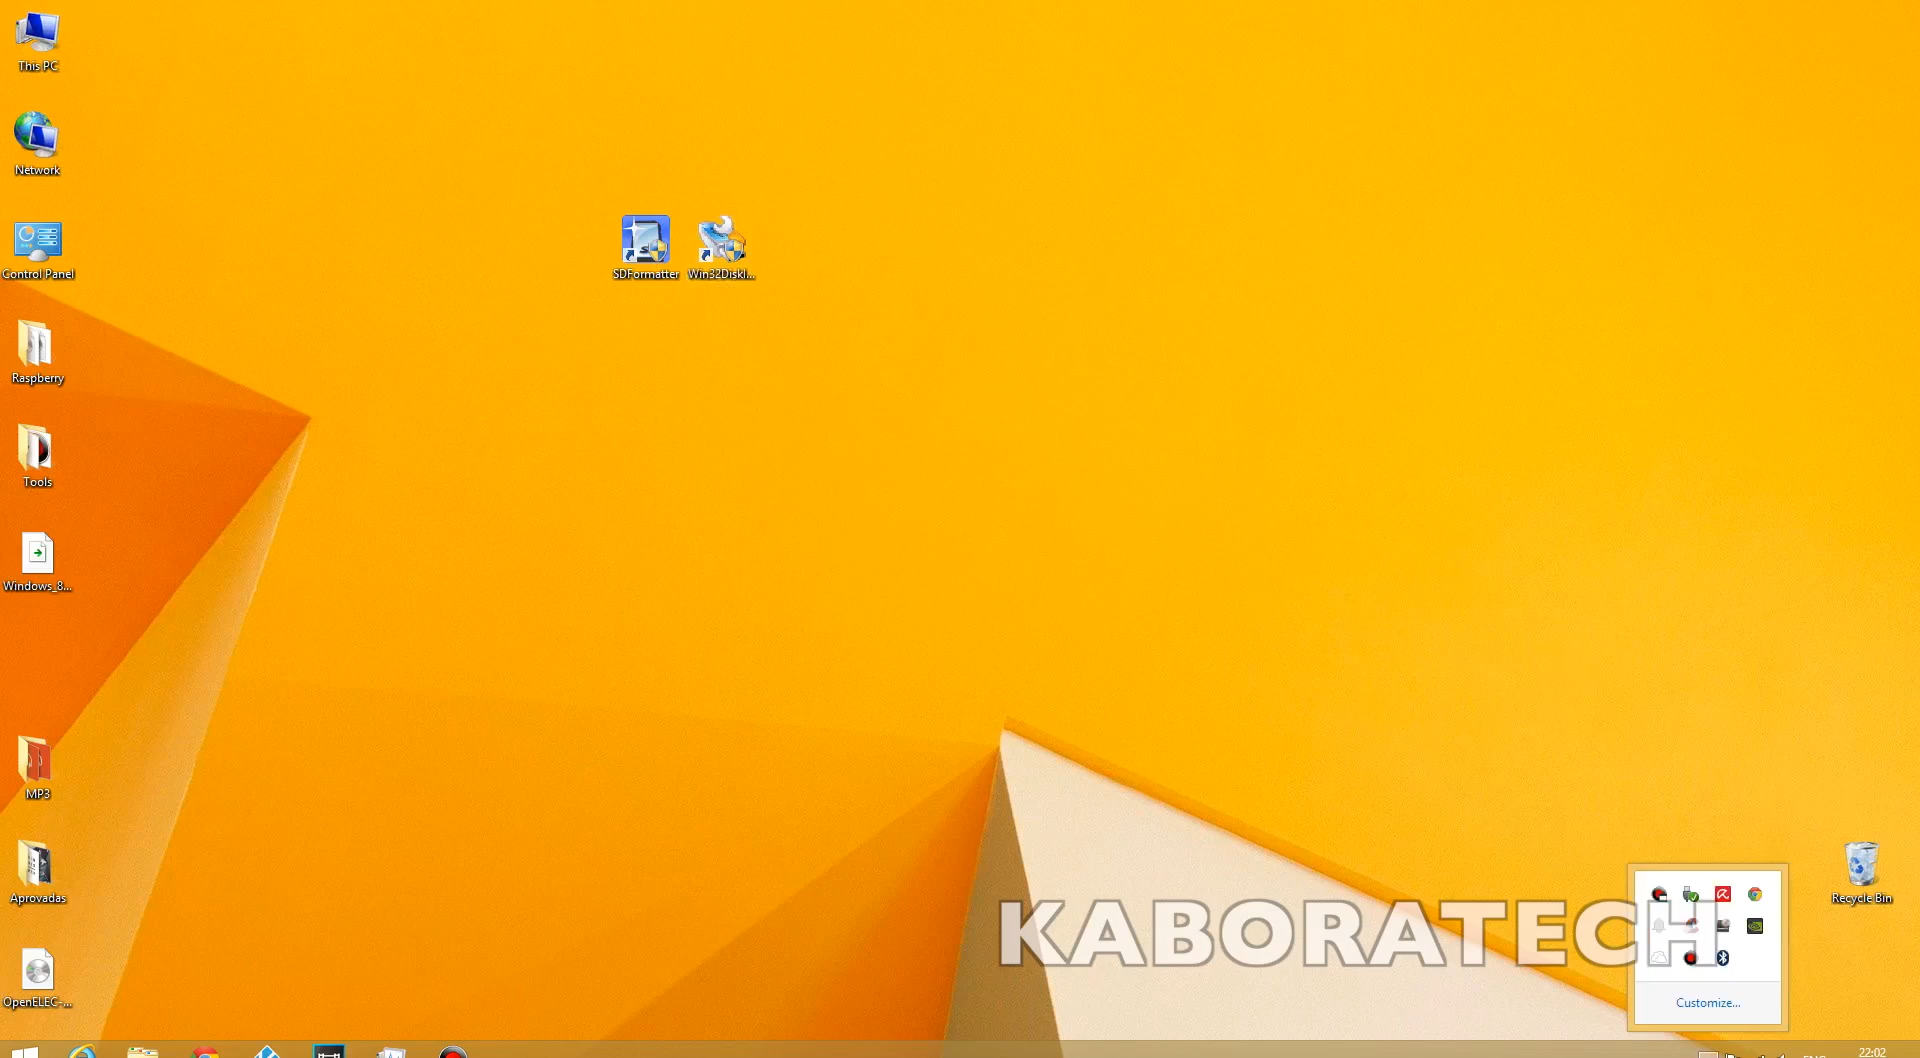 This PC
Network
Control Panel
SDFormatter
Win32DiskI...
Raspberry
Tools
Windows_8...
MP3
Aprovadas
OpenELEC-...
Recycle Bin
KABORATECH
Customize...
22:02